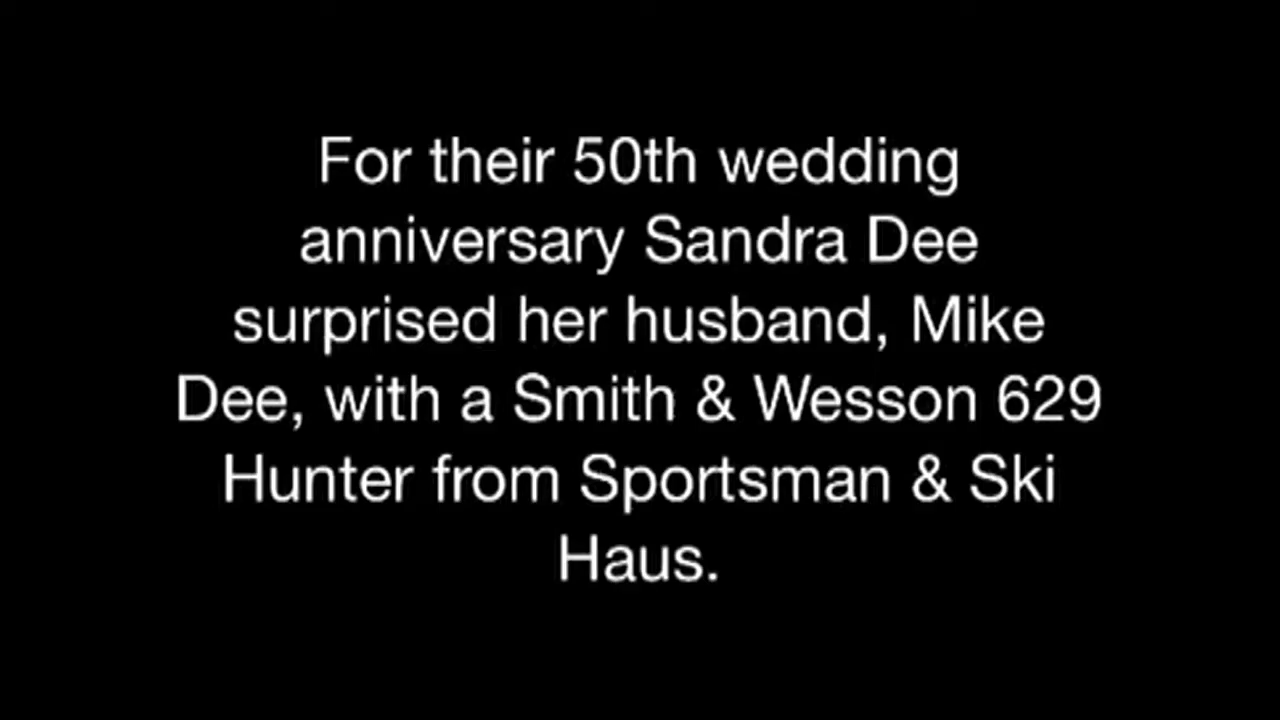 For their 50th wedding
anniversary Sandra Dee
surprised her husband, Mike
Dee, with a Smith & Wesson 629
Hunter from Sportsman & Ski
Haus.